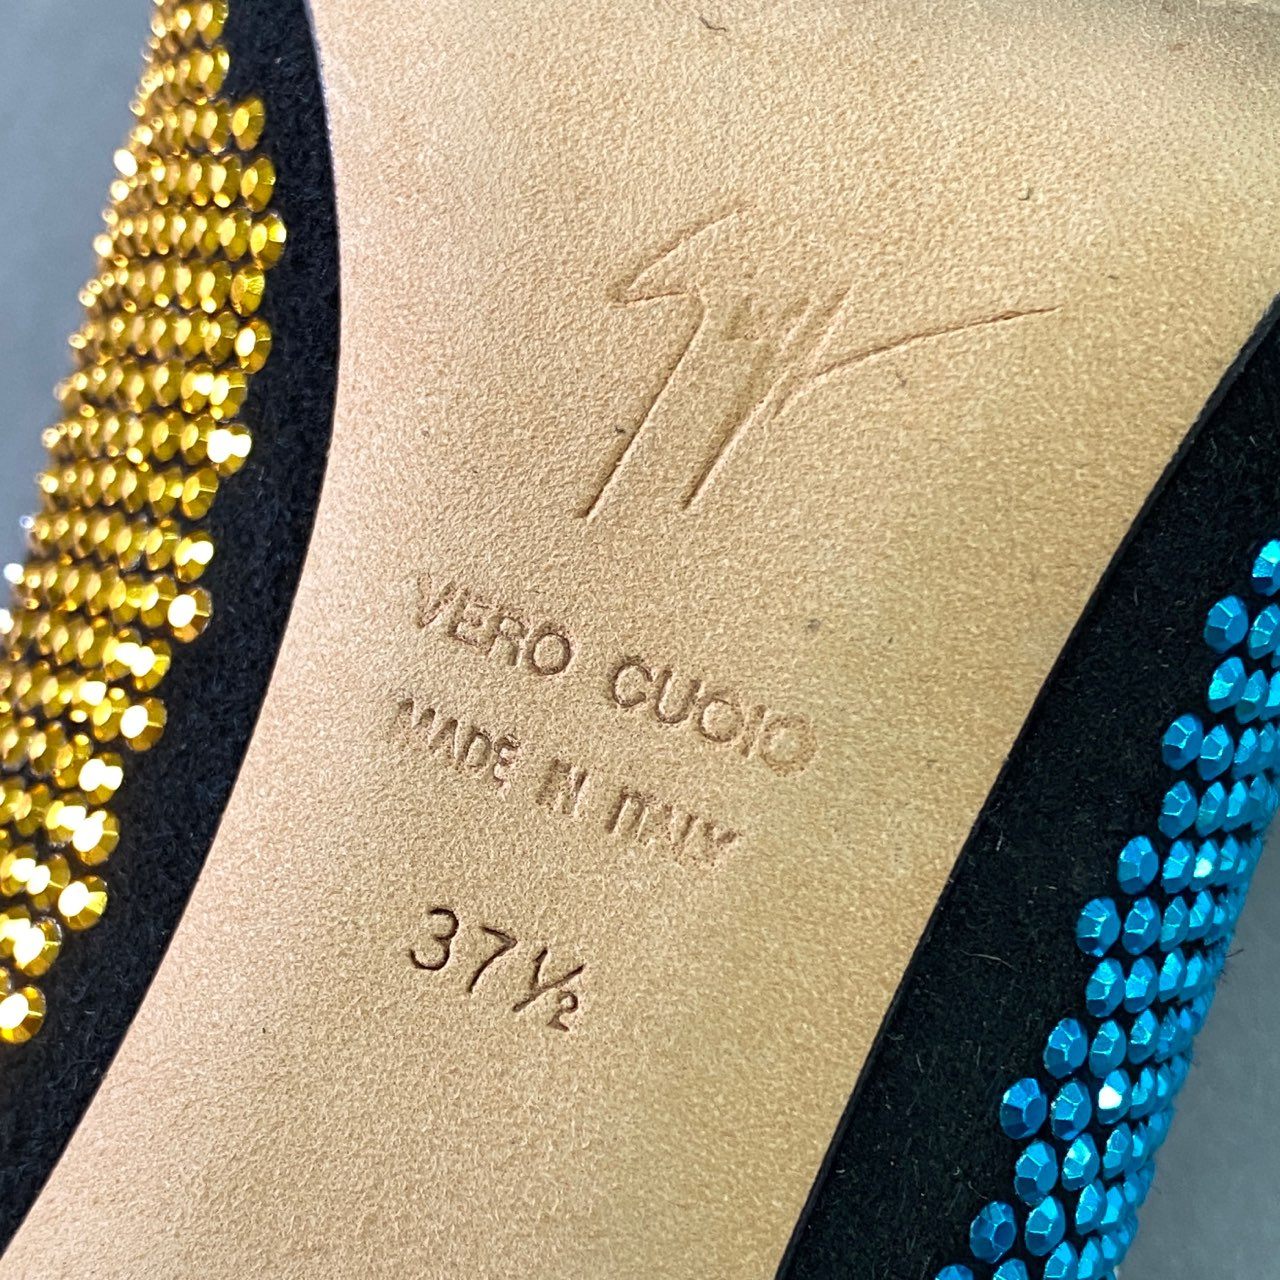 VERO CUOIO
MADE IN ITALY
37½